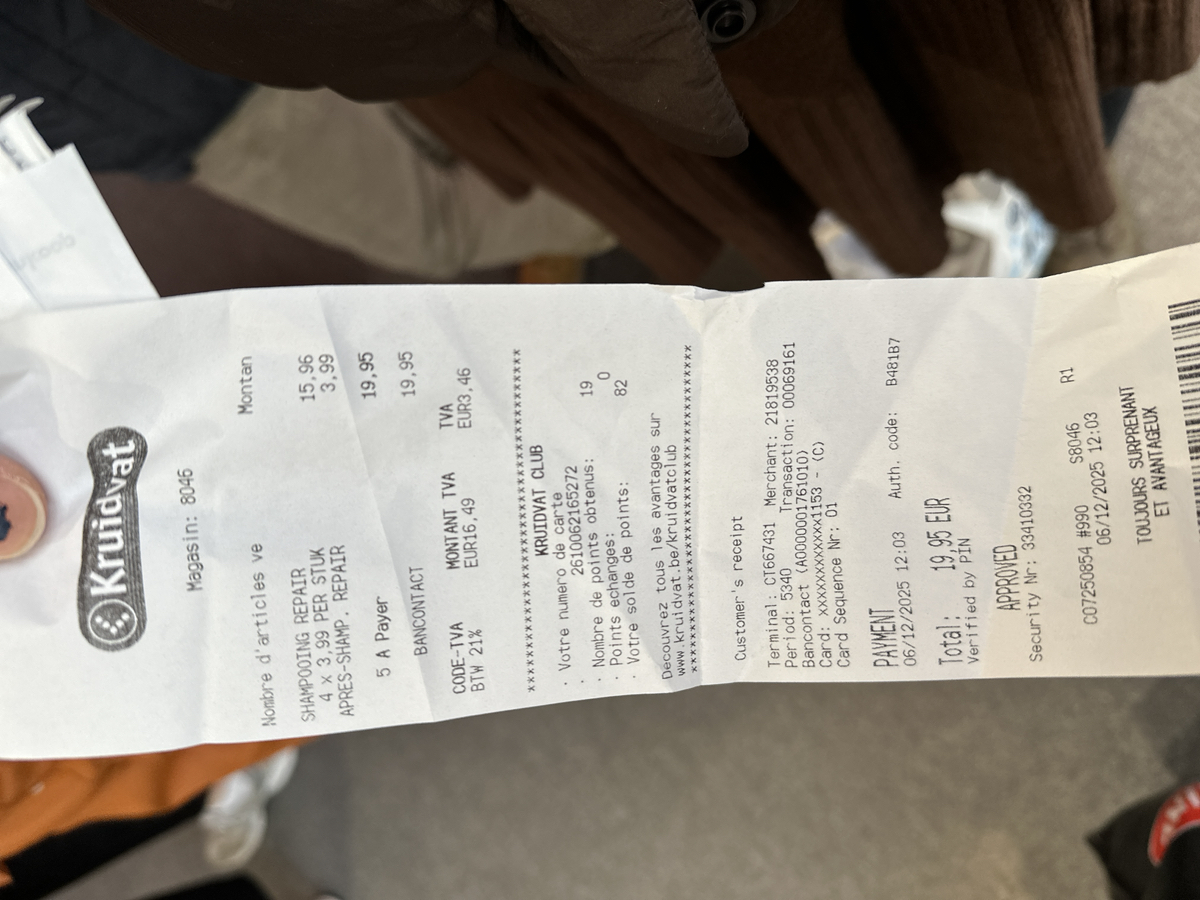 Kruidvat
Magasin: 8046
Nombre d'articles ve Montan
SHAMPOOING REPAIR 15,96
4 x 3,99 PER STUK
APRES-SHAMP. REPAIR 3,99
5 A Payer 19,95
BANCONTACT 19,95
CODE-TVA MONTANT TVA TVA
BTW 21% EUR16,49 EUR3,46
KRUIDVAT CLUB
. Votre numero de carte
. 2610062165272
. Nombre de points obtenus: 19
. Points echanges: 0
. Votre solde de points: 82
Decouvrez tous les avantages sur
www.kruidvat.be/kruidvatclub
Customer's receipt
Terminal: CT667431 Merchant: 21819538
Period: 5340 Transaction: 00069161
Bancontact (A0000001761010)
Card: xxxxxxxxxxxxx1153 - (C)
Card Sequence Nr: 01
PAYMENT
06/12/2025 12:03 Auth. code: B481B7
Total: 19,95 EUR
Verified by PIN
APPROVED
Security Nr: 33410332
C07250854 #990 S8046 R1
06/12/2025 12:03
TOUJOURS SURPRENANT
ET AVANTAGEUX